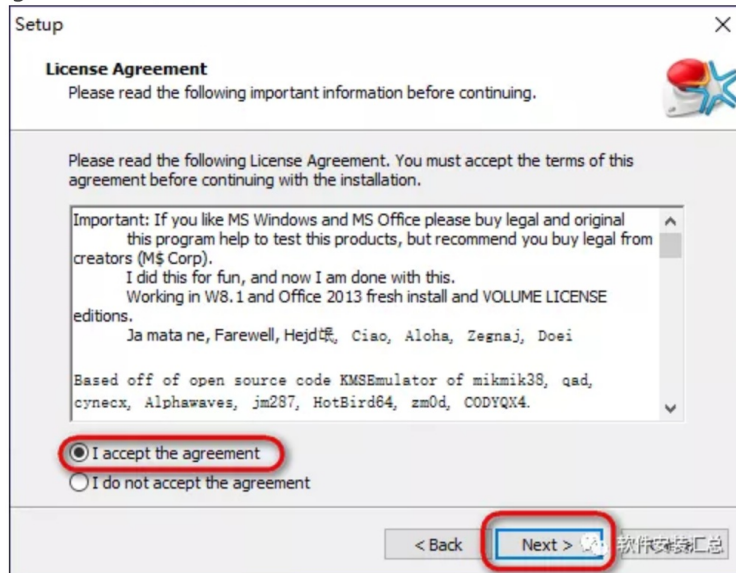 Setup
License Agreement
Please read the following important information before continuing.
Please read the following License Agreement. You must accept the terms of this
agreement before continuing with the installation.
Important: If you like MS Windows and MS Office please buy legal and original
this program help to test this products, but recommend you buy legal from
creators (M$ Corp).
I did this for fun, and now I am done with this.
Working in W8.1 and Office 2013 fresh install and VOLUME LICENSE
editions.
Ja mata ne, Farewell, Hejd氓, Ciao, Aloha, Zegnaj, Doei
Based off of open source code KMSEmulator of mikmik38, qad,
cynecx, Alphawaves, jm287, HotBird64, zm0d, CODYQX4.
I accept the agreement
I do not accept the agreement
< Back
Next >
软件安装汇总